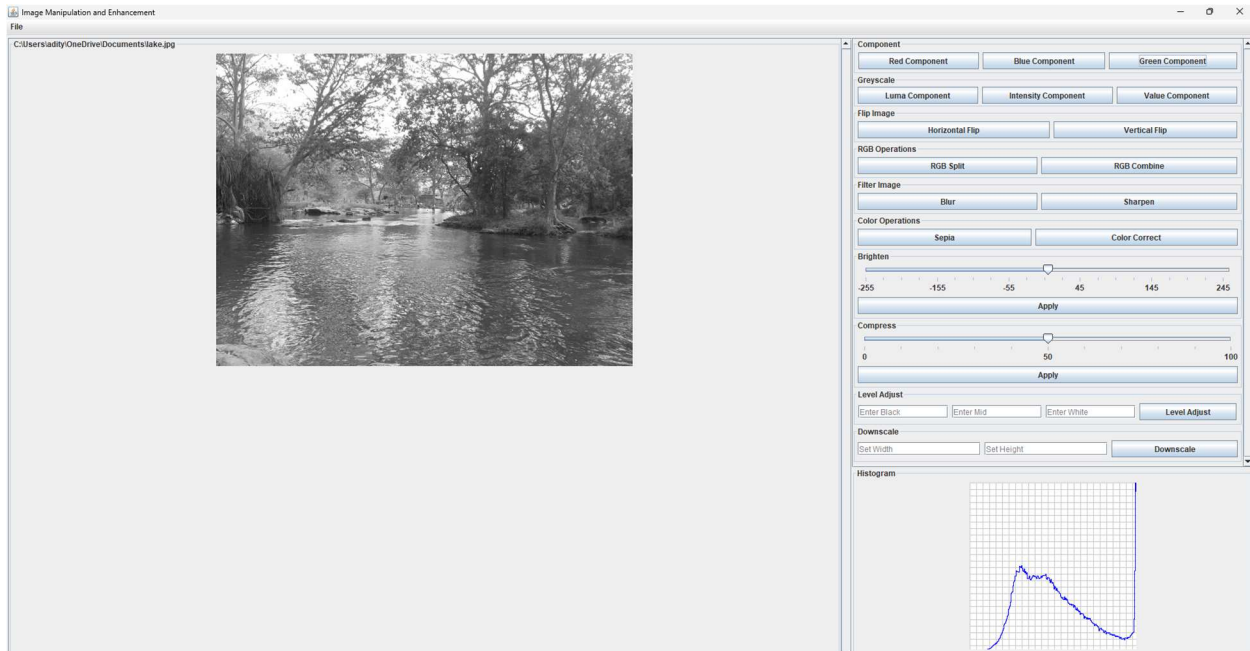 Image Manipulation and Enhancement
File
C:\Users\adity\OneDrive\Documents\lake.jpg
Component
Red Component Blue Component Green Component
Greyscale
Luma Component Intensity Component Value Component
Flip Image
Horizontal Flip Vertical Flip
RGB Operations
RGB Split RGB Combine
Filter Image
Blur Sharpen
Color Operations
Sepia Color Correct
Brighten
-255 -155 -55 45 145 245
Apply
Compress
0 50 100
Apply
Level Adjust
Enter Black Enter Mid Enter White Level Adjust
Downscale
Set Width Set Height Downscale
Histogram